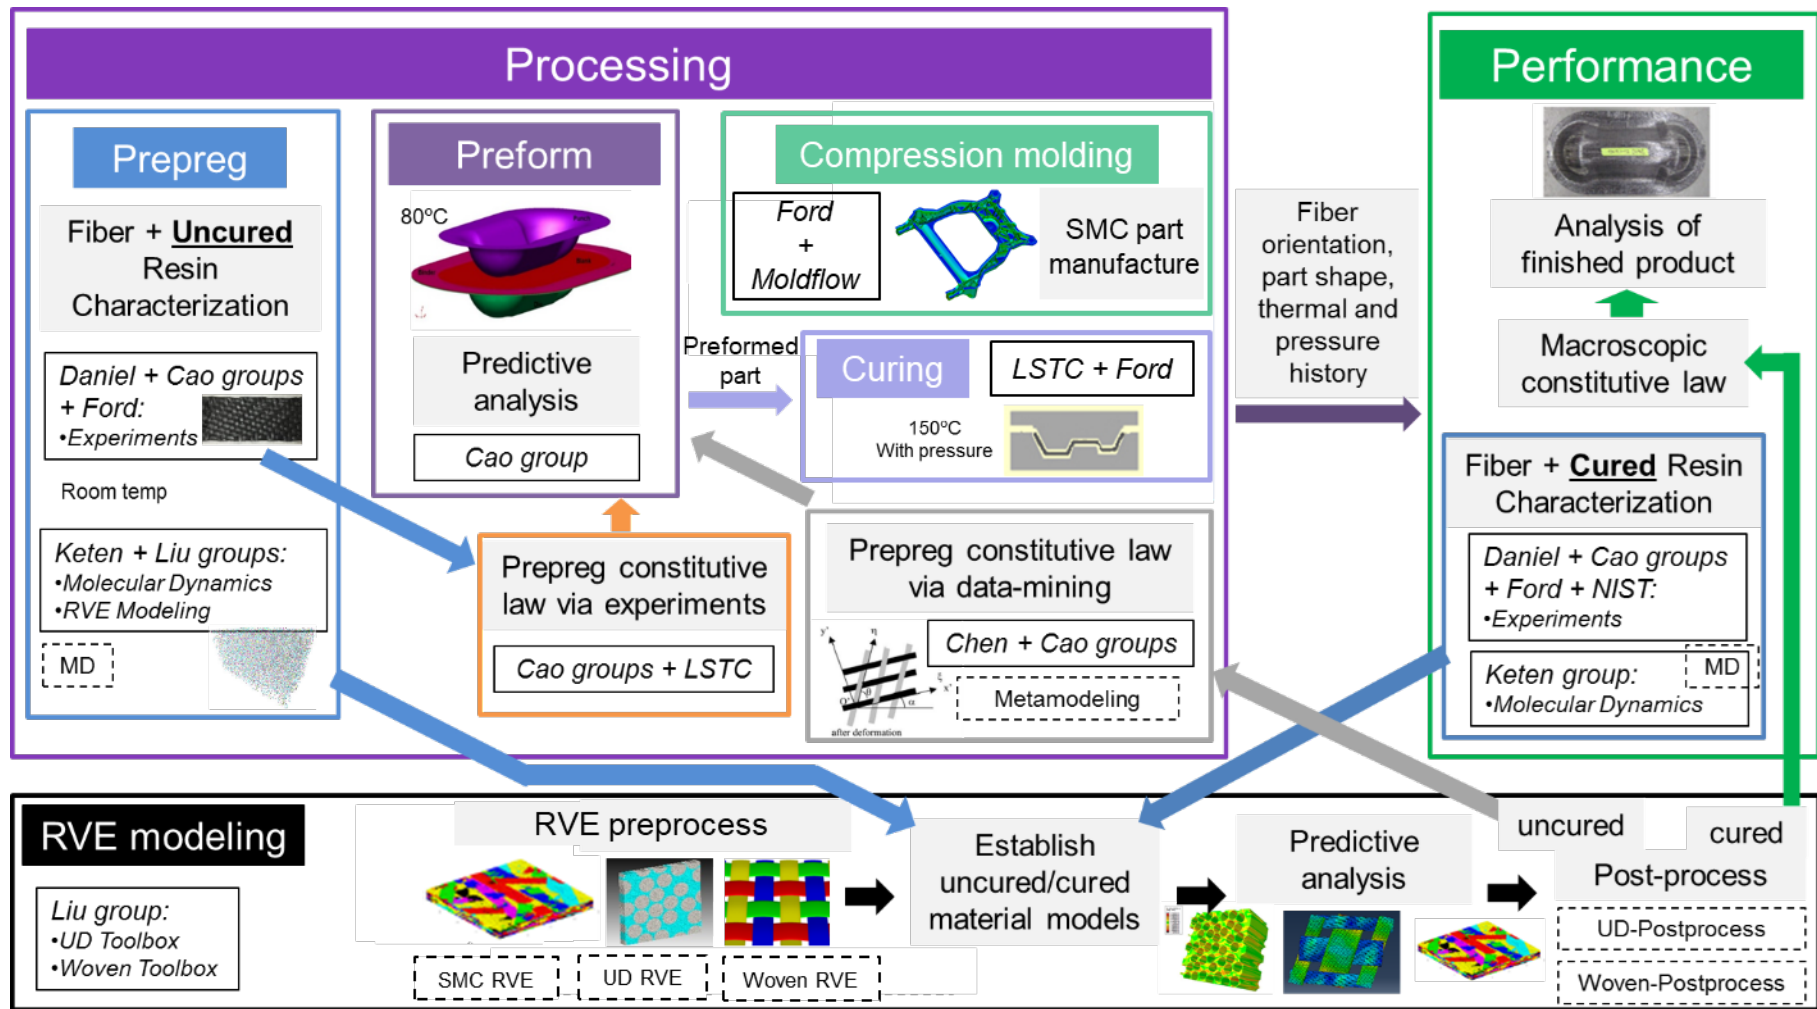 Processing
Prepreg
Fiber + Uncured
Resin
Characterization
Daniel + Cao groups
+ Ford:
•Experiments
Room temp
Keten + Liu groups:
•Molecular Dynamics
•RVE Modeling
MD
Preform
80°C
Punch
Binder
Predictive
analysis
Cao group
Preformed
part
Compression molding
Ford
+
Moldflow
SMC part
manufacture
Curing
LSTC + Ford
150°C
With pressure
Prepreg constitutive
law via experiments
Cao groups + LSTC
Prepreg constitutive law
via data-mining
Chen + Cao groups
Metamodeling
y'
η
ξ
x'
θ
O'
α
after deformation
Fiber
orientation,
part shape,
thermal and
pressure
history
Performance
Analysis of
finished product
Macroscopic
constitutive law
Fiber + Cured Resin
Characterization
Daniel + Cao groups
+ Ford + NIST:
•Experiments
Keten group:
•Molecular Dynamics
MD
RVE modeling
Liu group:
•UD Toolbox
•Woven Toolbox
RVE preprocess
SMC RVE
UD RVE
Woven RVE
Establish
uncured/cured
material models
Predictive
analysis
uncured
cured
Post-process
UD-Postprocess
Woven-Postprocess